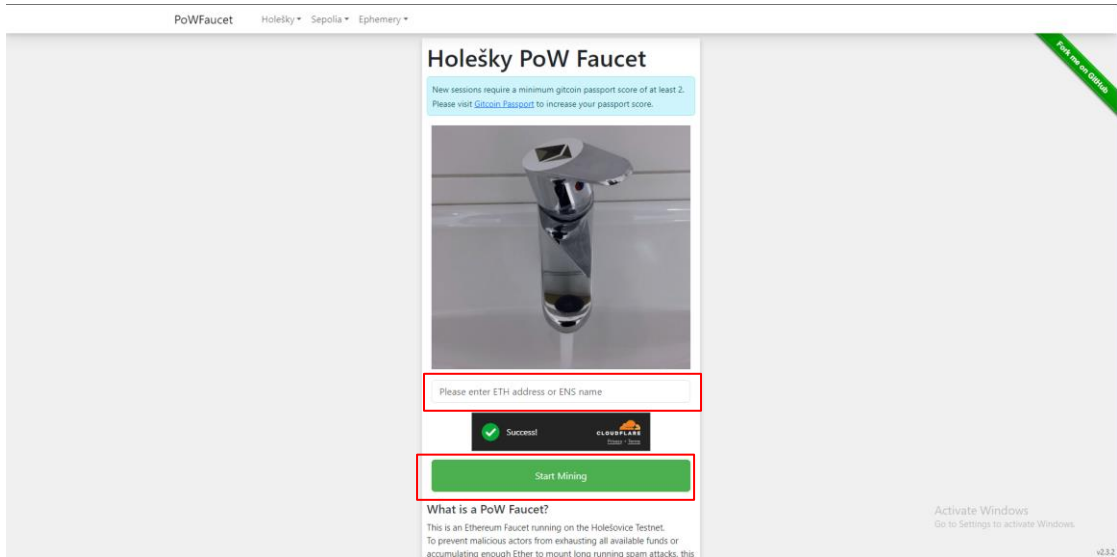 PoWFaucet Holešky Sepolia Ephemery
Fork me on GitHub
Holešky PoW Faucet
New sessions require a minimum gitcoin passport score of at least 2.
Please visit Gitcoin Passport to increase your passport score.
Please enter ETH address or ENS name
Success!
CLOUDFLARE
Privacy • Terms
Start Mining
What is a PoW Faucet?
This is an Ethereum Faucet running on the Holešovice Testnet.
To prevent malicious actors from exhausting all available funds or
accumulating enough Ether to mount long running spam attacks, this
Activate Windows
Go to Settings to activate Windows.
v2.3.2